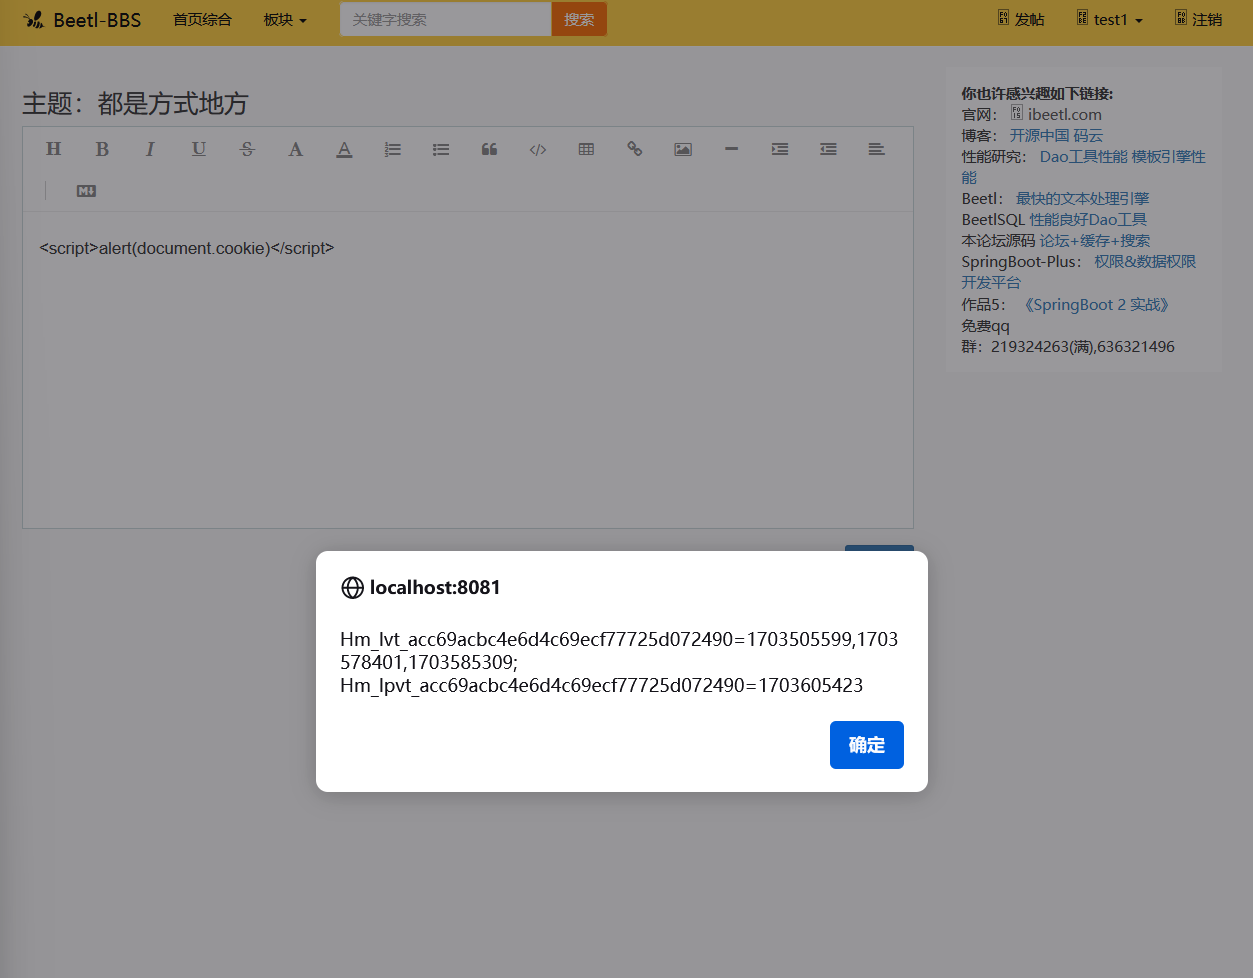 Beetl-BBS 首页综合 板块 关键字搜索 搜索 发帖 test1 注销
主题：都是方式地方
H B I U S A A
M
<script>alert(document.cookie)</script>
你也许感兴趣如下链接:
官网： ibeetl.com
博客： 开源中国 码云
性能研究： Dao工具性能 模板引擎性
能
Beetl： 最快的文本处理引擎
BeetlSQL 性能良好Dao工具
本论坛源码 论坛+缓存+搜索
SpringBoot-Plus： 权限&数据权限
开发平台
作品5： 《SpringBoot 2 实战》
免费qq
群：219324263(满),636321496
localhost:8081
Hm_lvt_acc69acbc4e6d4c69ecf77725d072490=1703505599,1703
578401,1703585309;
Hm_lpvt_acc69acbc4e6d4c69ecf77725d072490=1703605423
确定